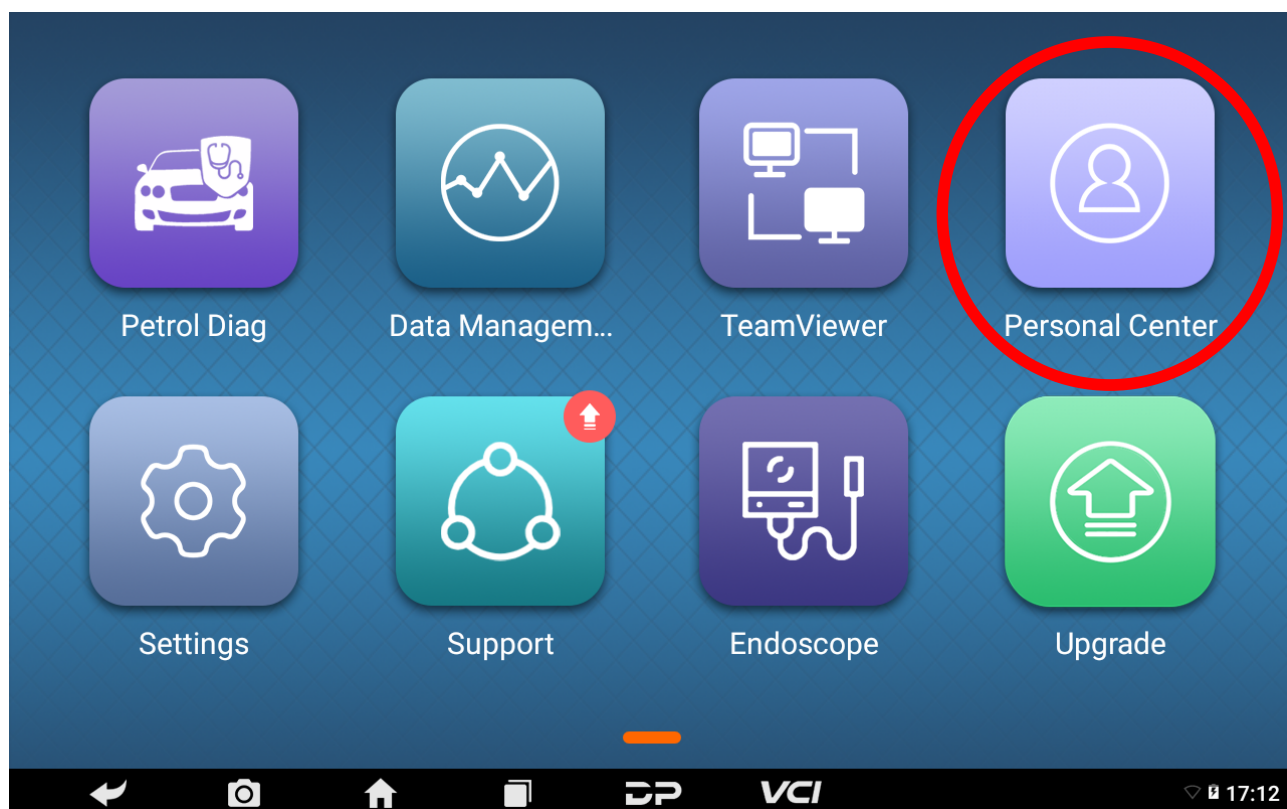 Petrol Diag
Data Managem...
TeamViewer
Personal Center
Settings
Support
Endoscope
Upgrade
DP
VCI
17:12